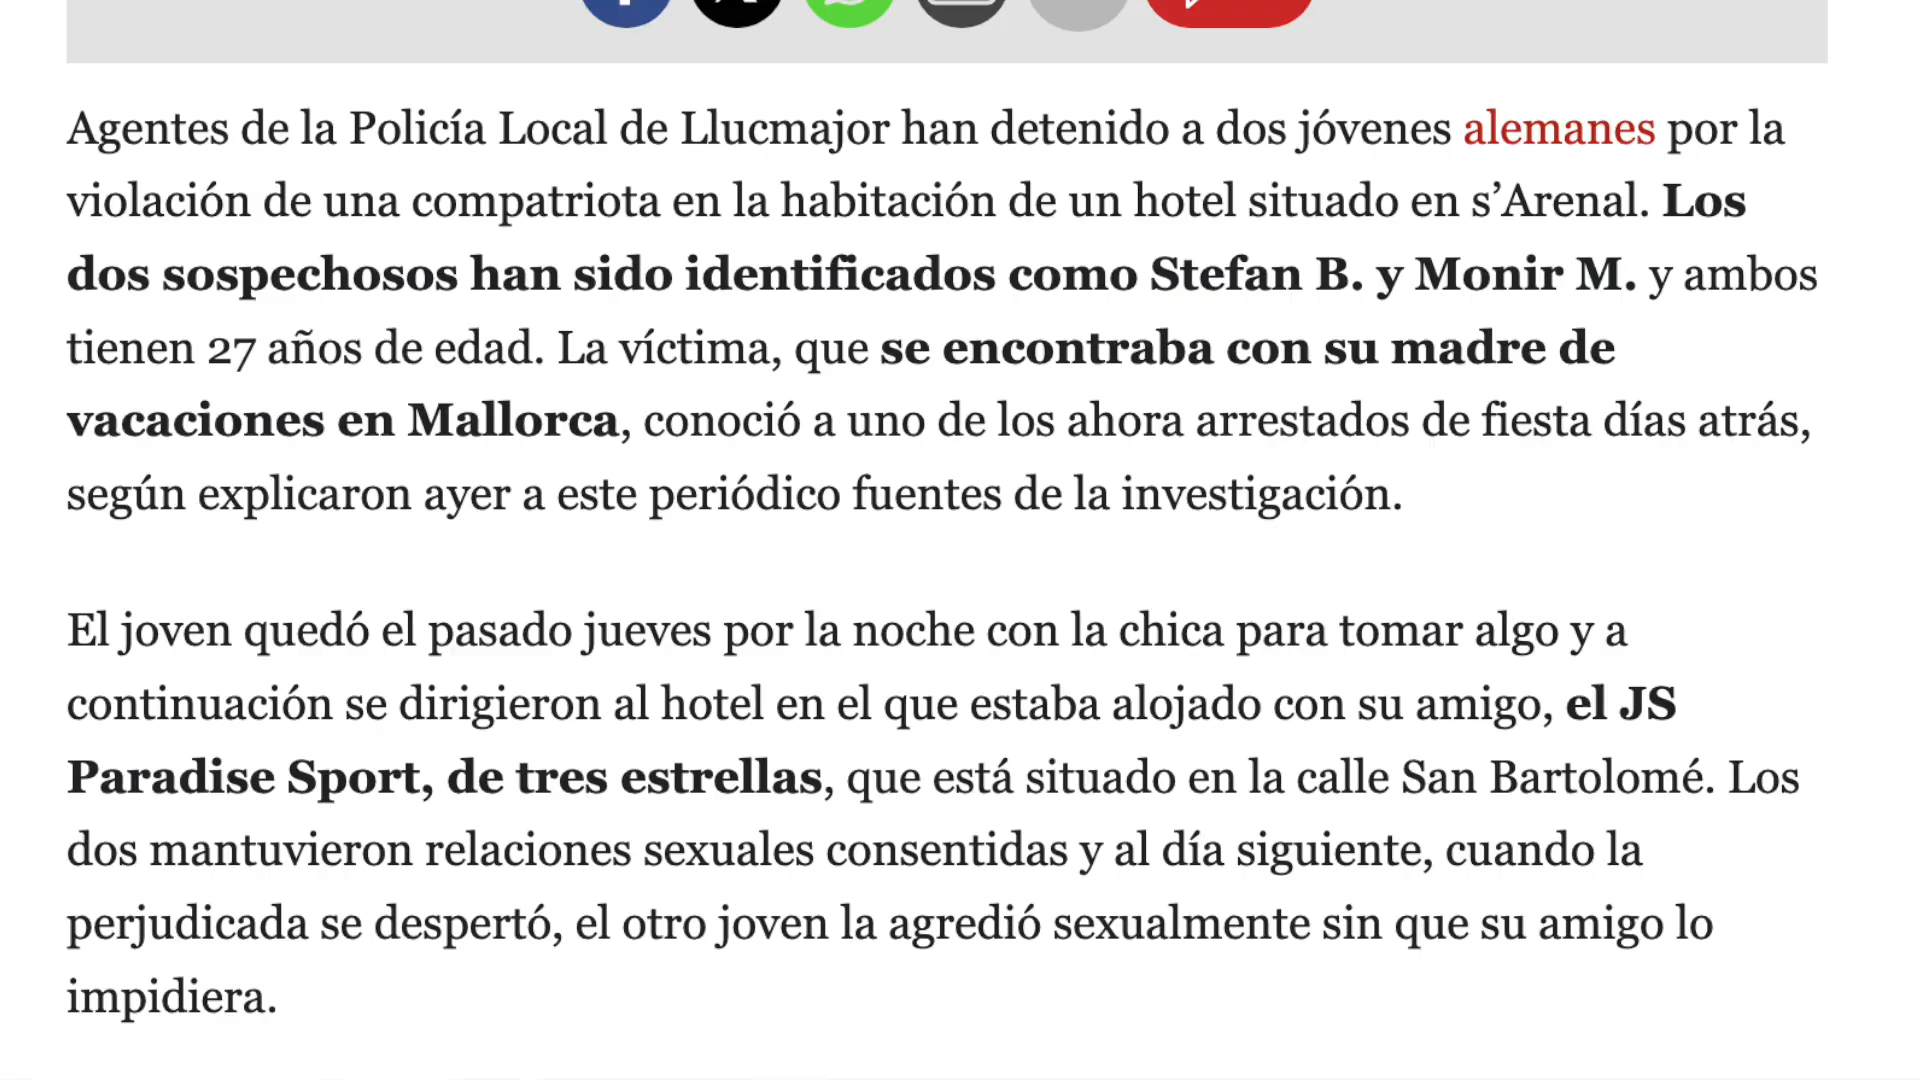 Agentes de la Policía Local de Llucmajor han detenido a dos jóvenes alemanes por la
violación de una compatriota en la habitación de un hotel situado en s’Arenal. Los
dos sospechosos han sido identificados como Stefan B. y Monir M. y ambos
tienen 27 años de edad. La víctima, que se encontraba con su madre de
vacaciones en Mallorca, conoció a uno de los ahora arrestados de fiesta días atrás,
según explicaron ayer a este periódico fuentes de la investigación.
El joven quedó el pasado jueves por la noche con la chica para tomar algo y a
continuación se dirigieron al hotel en el que estaba alojado con su amigo, el JS
Paradise Sport, de tres estrellas, que está situado en la calle San Bartolomé. Los
dos mantuvieron relaciones sexuales consentidas y al día siguiente, cuando la
perjudicada se despertó, el otro joven la agredió sexualmente sin que su amigo lo
impidiera.